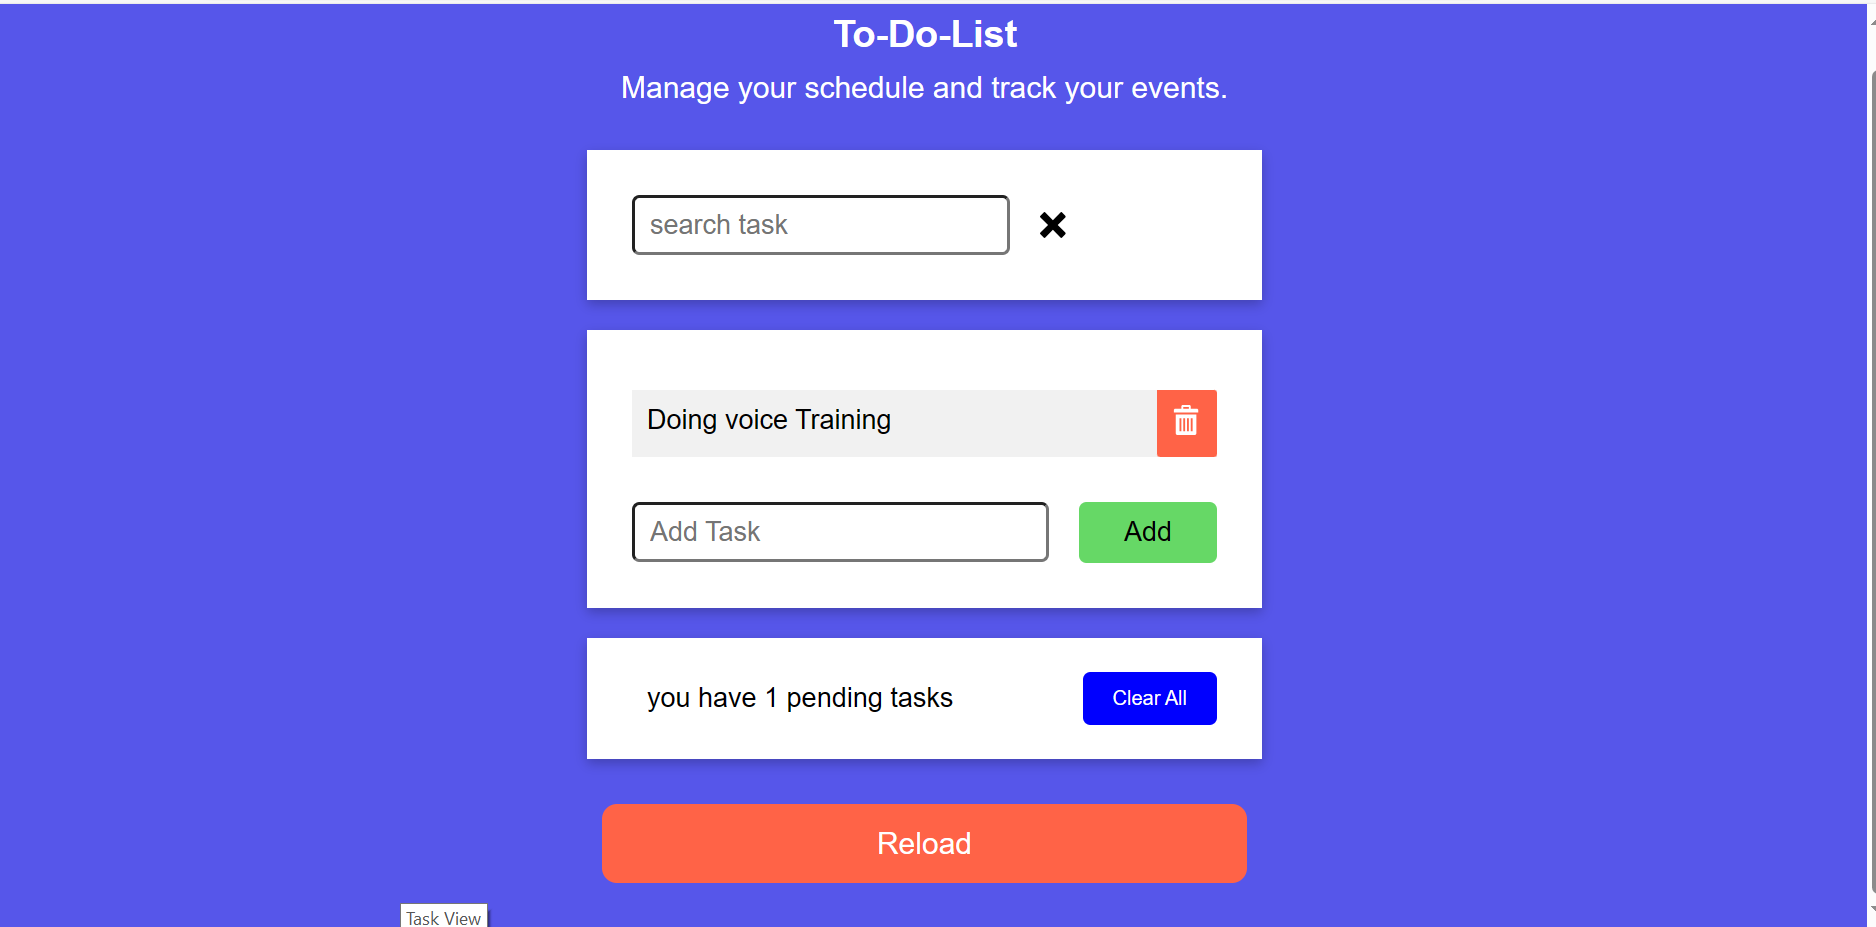 To-Do-List
Manage your schedule and track your events.
search task
Doing voice Training
Add Task
Add
you have 1 pending tasks
Clear All
Reload
Task View